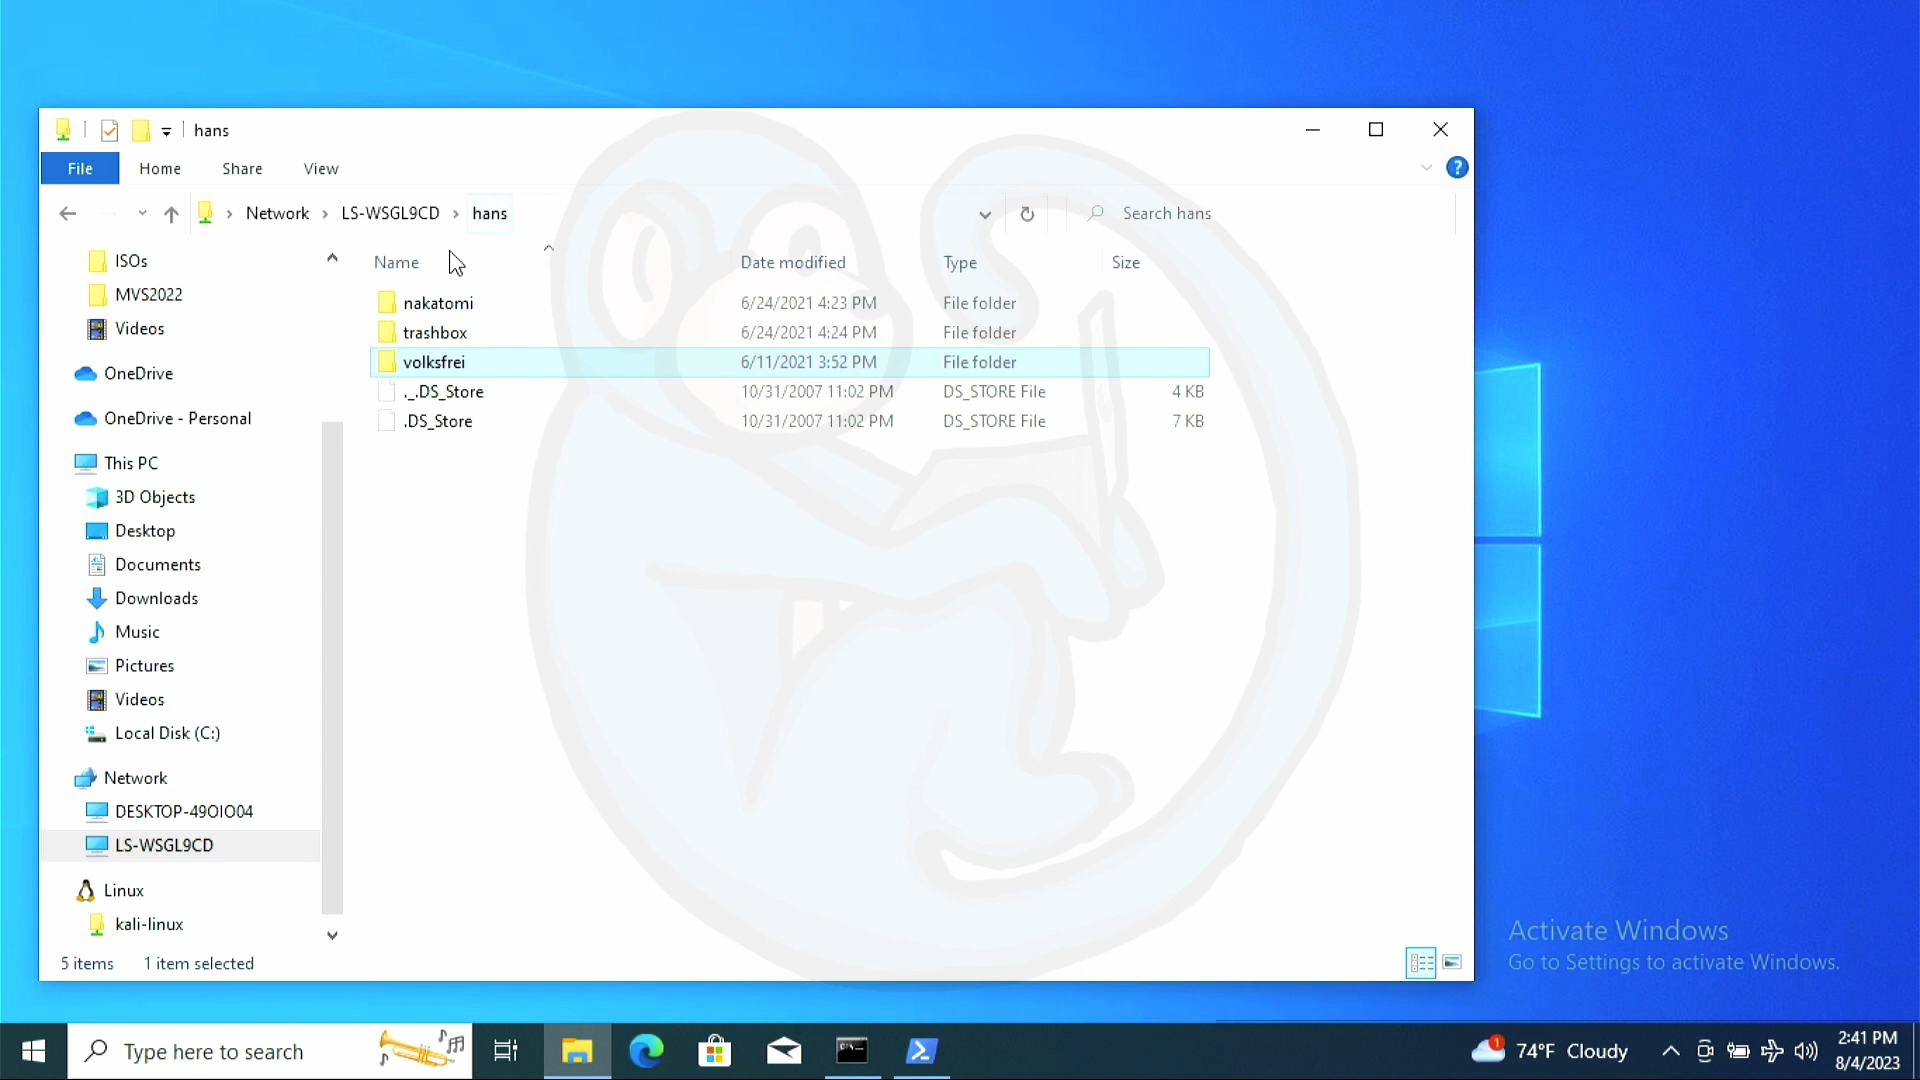 hans
File Home Share View
Network LS-WSGL9CD hans Search hans
Name Date modified Type Size
nakatomi 6/24/2021 4:23 PM File folder
trashbox 6/24/2021 4:24 PM File folder
volksfrei 6/11/2021 3:52 PM File folder
._.DS_Store 10/31/2007 11:02 PM DS_STORE File 4 KB
.DS_Store 10/31/2007 11:02 PM DS_STORE File 7 KB
ISOs
MVS2022
Videos
OneDrive
OneDrive - Personal
This PC
3D Objects
Desktop
Documents
Downloads
Music
Pictures
Videos
Local Disk (C:)
Network
DESKTOP-49OIO04
LS-WSGL9CD
Linux
kali-linux
5 items 1 item selected
Activate Windows
Go to Settings to activate Windows.
Type here to search
1
74°F Cloudy
2:41 PM
8/4/2023